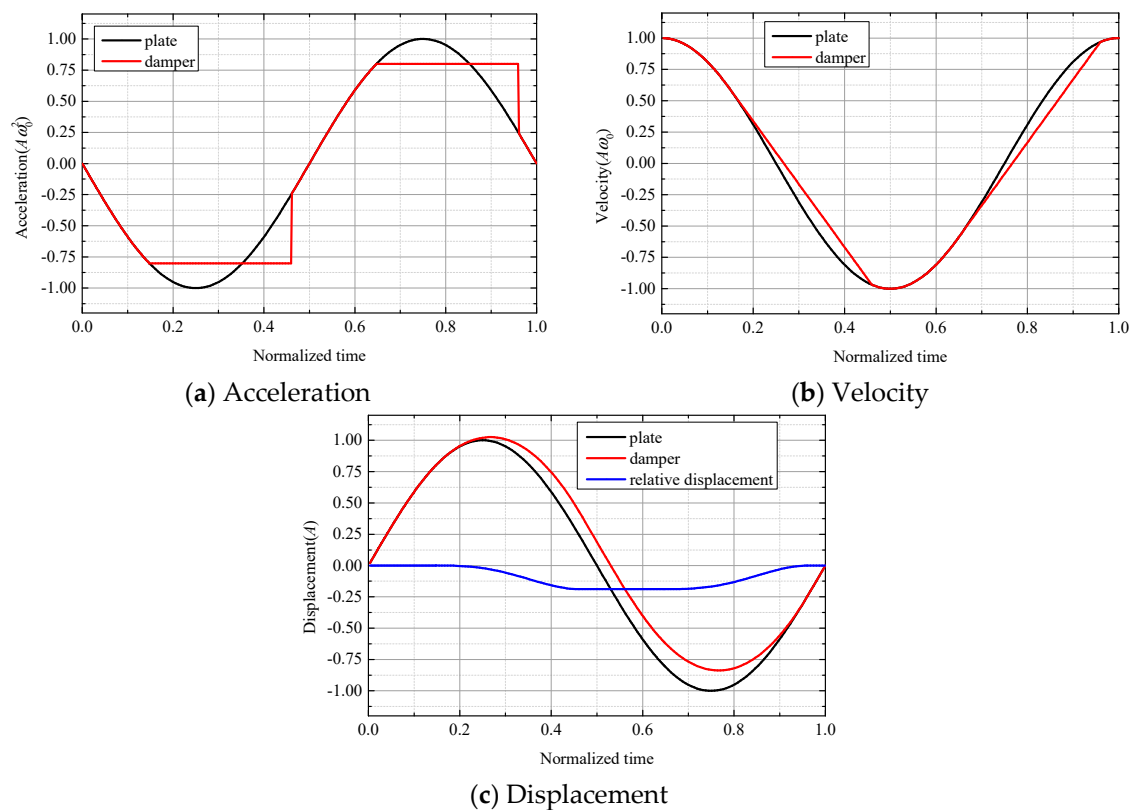 plate
damper
Acceleration(Aω₀²)
1.00
0.75
0.50
0.25
0.00
-0.25
-0.50
-0.75
-1.00
0.0 0.2 0.4 0.6 0.8 1.0
Normalized time
(a) Acceleration
plate
damper
Velocity(Aω₀)
1.00
0.75
0.50
0.25
0.00
-0.25
-0.50
-0.75
-1.00
0.0 0.2 0.4 0.6 0.8 1.0
Normalized time
(b) Velocity
plate
damper
relative displacement
Displacement(A)
1.00
0.75
0.50
0.25
0.00
-0.25
-0.50
-0.75
-1.00
0.0 0.2 0.4 0.6 0.8 1.0
Normalized time
(c) Displacement